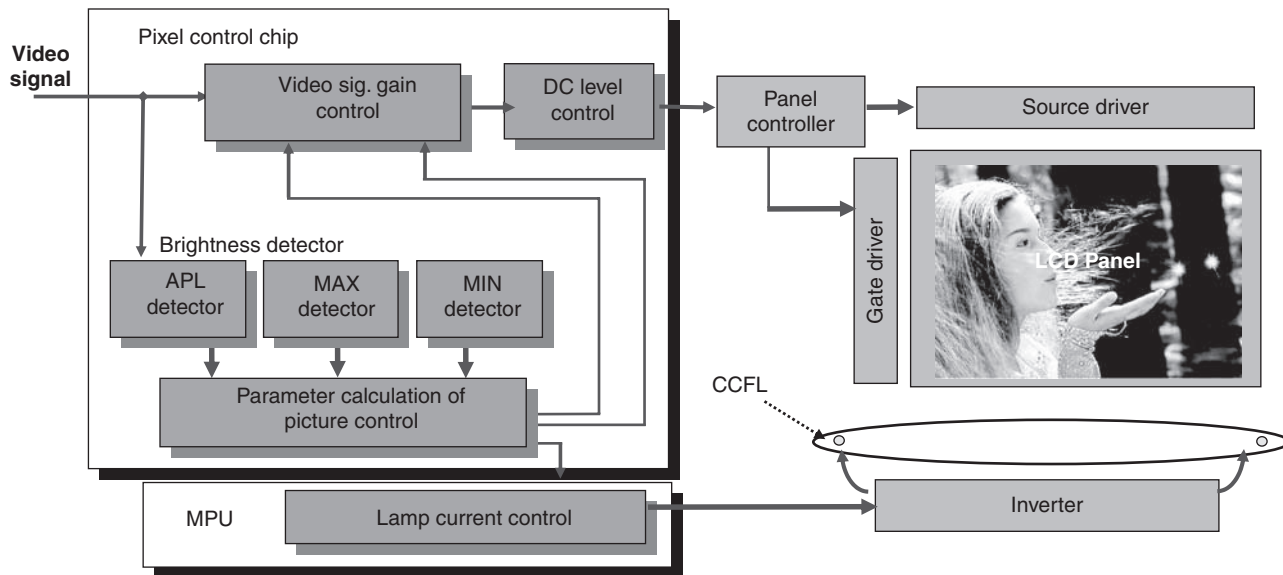 Pixel control chip
Video
signal
Video sig. gain
control
DC level
control
Panel
controller
Source driver
Gate driver
LCD Panel
Brightness detector
APL
detector
MAX
detector
MIN
detector
Parameter calculation of
picture control
CCFL
MPU
Lamp current control
Inverter